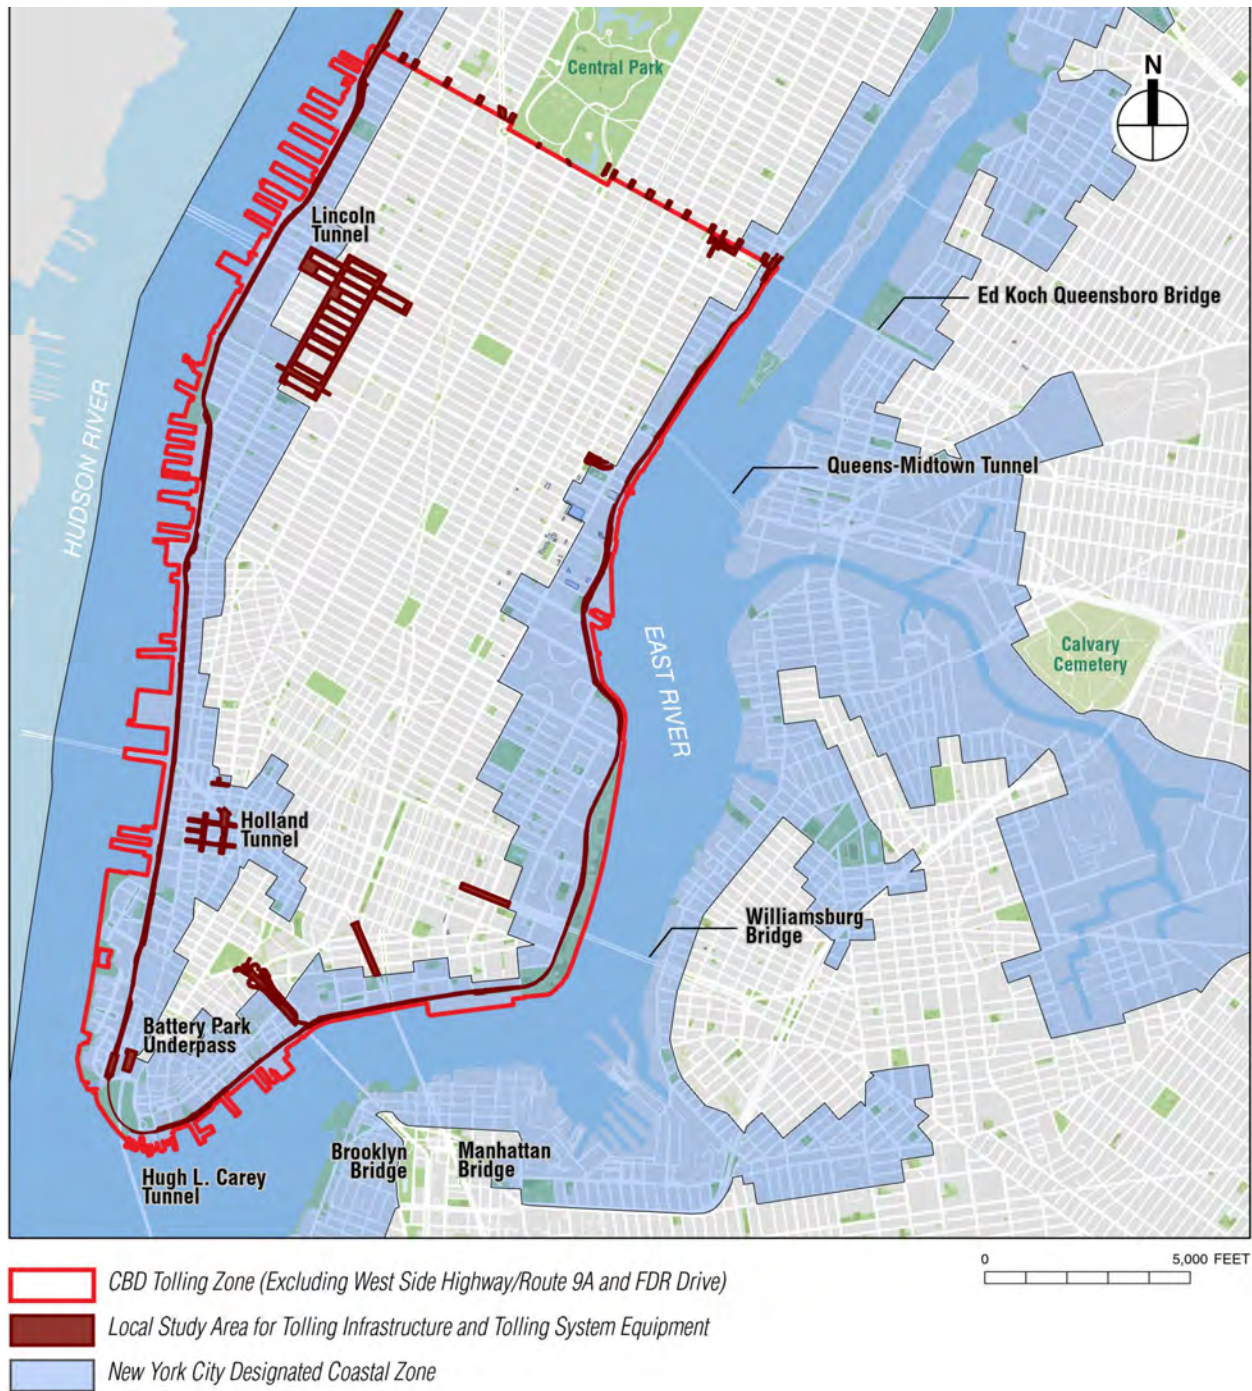 Central Park
N
Lincoln
Tunnel
Ed Koch Queensboro Bridge
HUDSON RIVER
Queens-Midtown Tunnel
EAST RIVER
Calvary
Cemetery
Holland
Tunnel
Williamsburg
Bridge
Battery Park
Underpass
Brooklyn
Bridge
Manhattan
Bridge
Hugh L. Carey
Tunnel
0 5,000 FEET
CBD Tolling Zone (Excluding West Side Highway/Route 9A and FDR Drive)
Local Study Area for Tolling Infrastructure and Tolling System Equipment
New York City Designated Coastal Zone